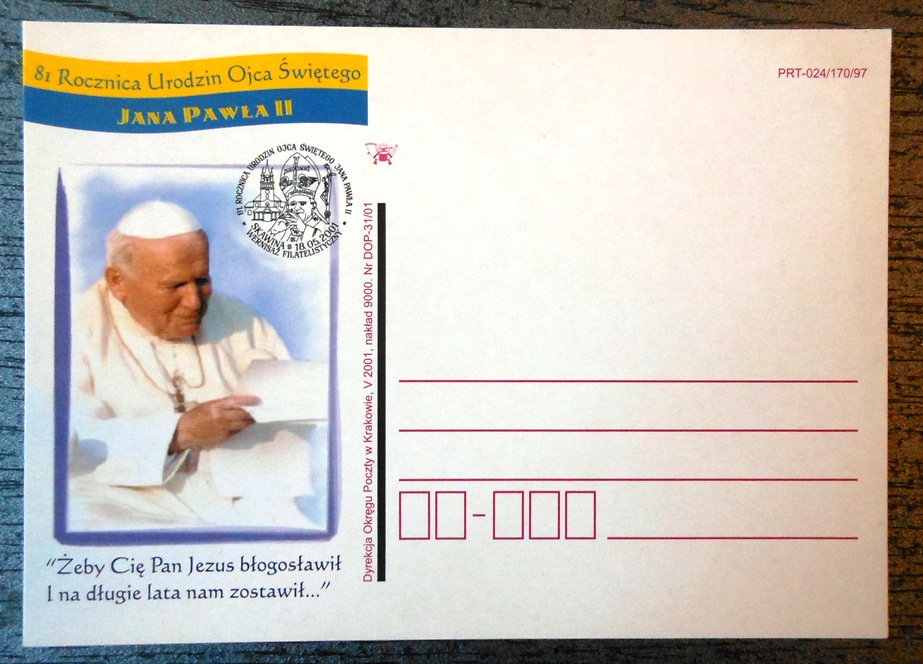 81 Rocznica Urodzin Ojca Świętego
JANA PAWŁA II
PRT-024/170/97
81 ROCZNICA URODZIN OJCA ŚWIĘTEGO JANA PAWŁA II
SKAWINA * 18.05.2001
WERNISAŻ FILATELISTYCZNY
Dyrekcja Okręgu Poczty w Krakowie, V 2001, nakład 9000. Nr DOP-31/01
“Żeby Cię Pan Jezus błogosławił
I na długie lata nam zostawił...”